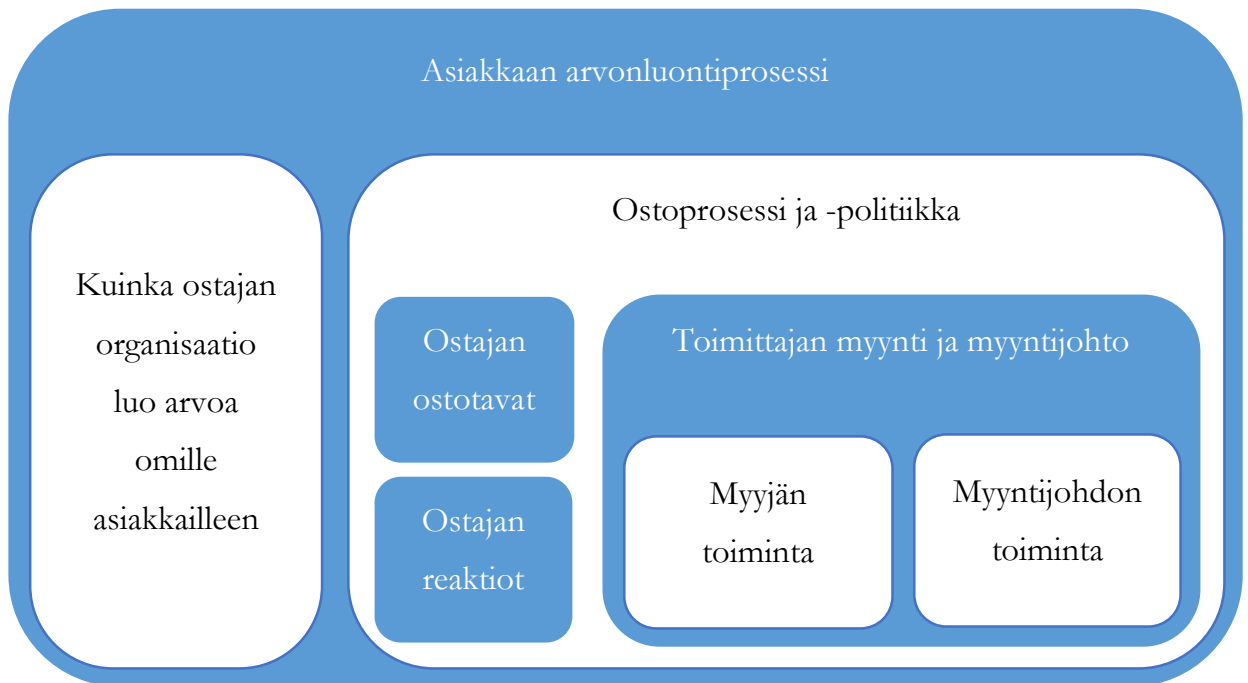 Asiakkaan arvonluontiprosessi
Kuinka ostajan
organisaatio
luo arvoa
omille
asiakkailleen
Ostoprosessi ja -politiikka
Ostajan
ostotavat
Ostajan
reaktiot
Toimittajan myynti ja myyntijohto
Myyjän
toiminta
Myyntijohdon
toiminta